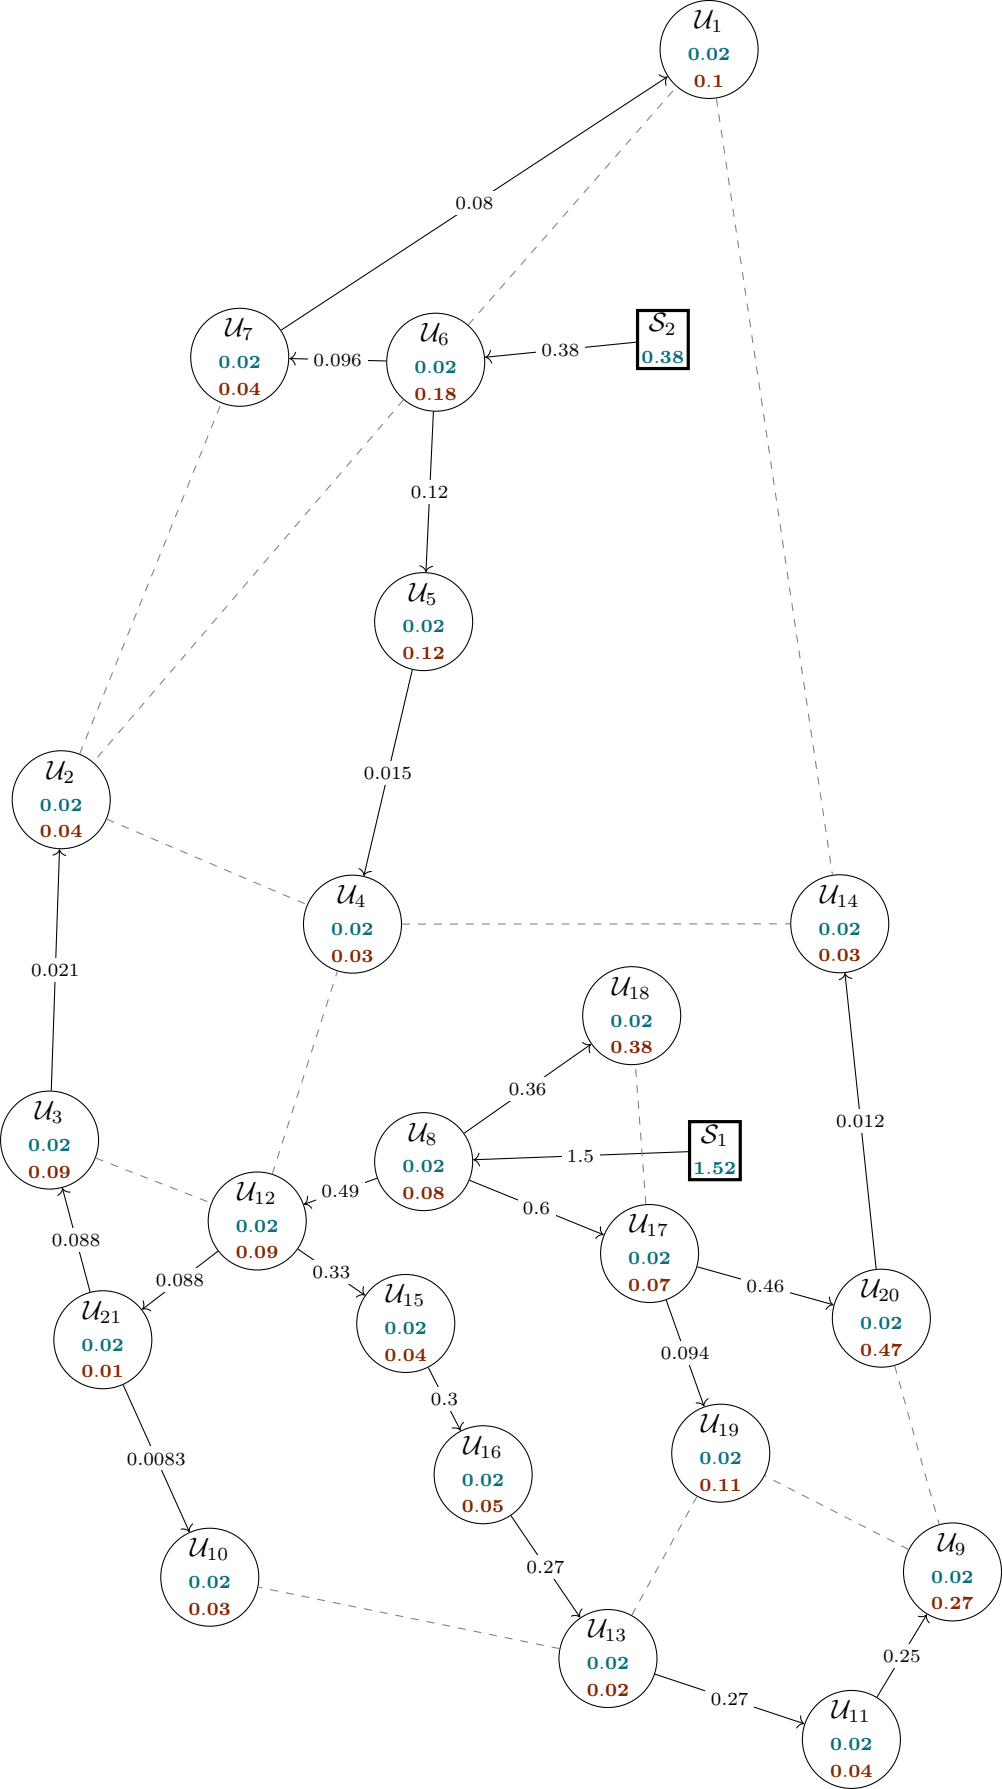 𝒰₁
0.02
0.1
0.08
𝒰₇
0.02
0.04
0.096
𝒰₆
0.02
0.18
0.38
𝒮₂
0.38
0.12
𝒰₅
0.02
0.12
0.015
𝒰₂
0.02
0.04
𝒰₄
0.02
0.03
𝒰₁₄
0.02
0.03
0.021
𝒰₁₈
0.02
0.38
0.36
0.012
𝒰₃
0.02
0.09
𝒰₈
0.02
0.08
1.5
𝒮₁
1.52
𝒰₁₂
0.02
0.09
0.49
0.6
0.088
0.088
0.33
𝒰₁₇
0.02
0.07
0.46
𝒰₂₀
0.02
0.47
𝒰₂₁
0.02
0.01
𝒰₁₅
0.02
0.04
0.094
0.3
0.0083
𝒰₁₆
0.02
0.05
𝒰₁₉
0.02
0.11
0.27
𝒰₁₀
0.02
0.03
𝒰₉
0.02
0.27
𝒰₁₃
0.02
0.02
0.25
0.27
𝒰₁₁
0.02
0.04